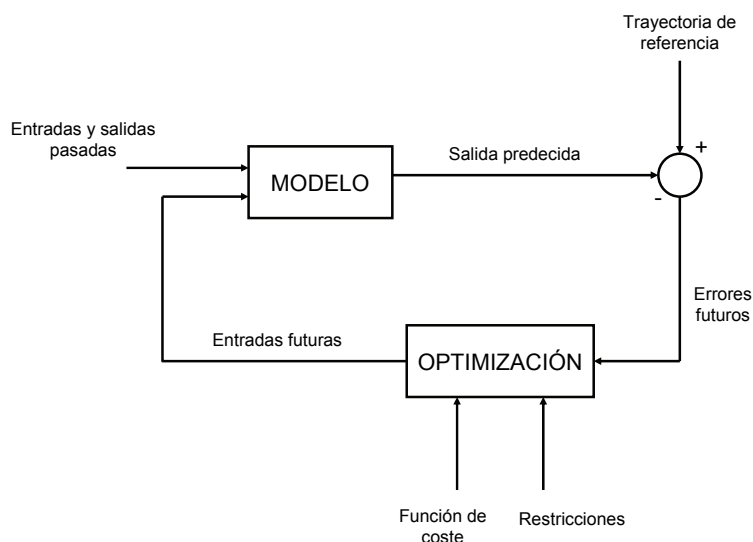 Trayectoria de
referencia
Entradas y salidas
pasadas
MODELO
Salida predecida
+
-
Errores
futuros
Entradas futuras
OPTIMIZACIÓN
Función de
coste
Restricciones